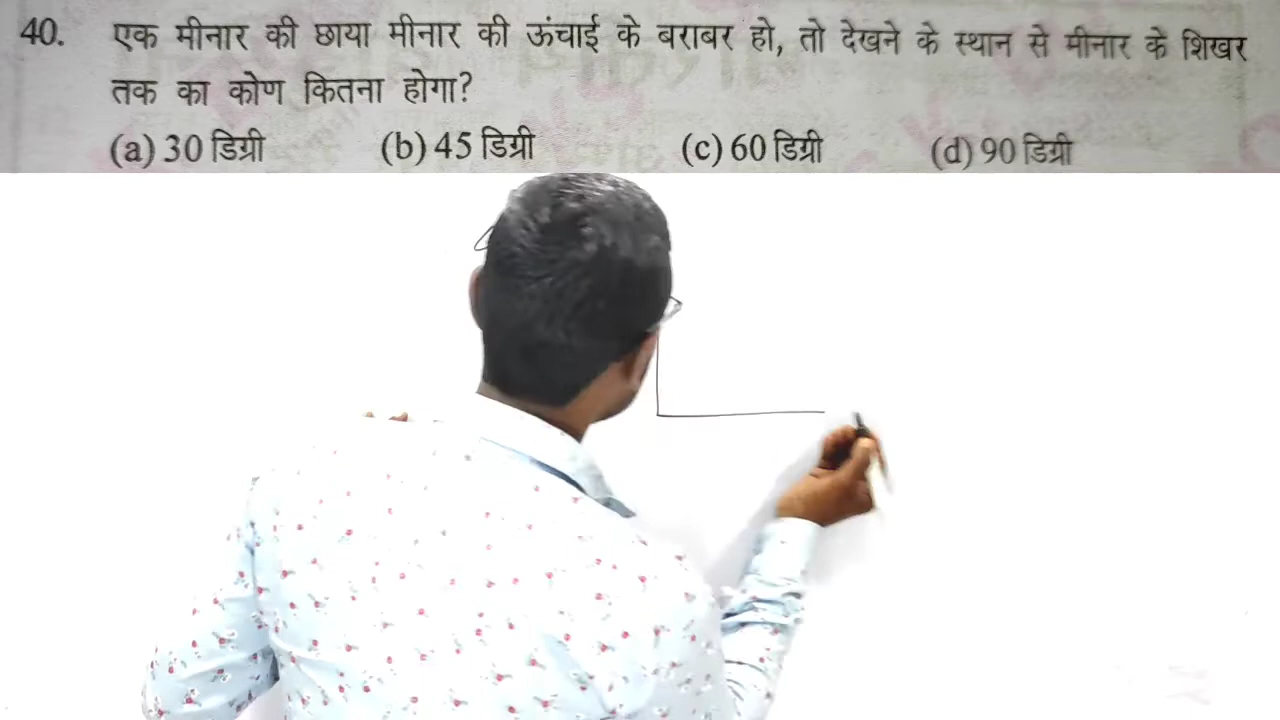 40. एक मीनार की छाया मीनार की ऊंचाई के बराबर हो, तो देखने के स्थान से मीनार के शिखर
तक का कोण कितना होगा?
(a) 30 डिग्री (b) 45 डिग्री (c) 60 डिग्री (d) 90 डिग्री